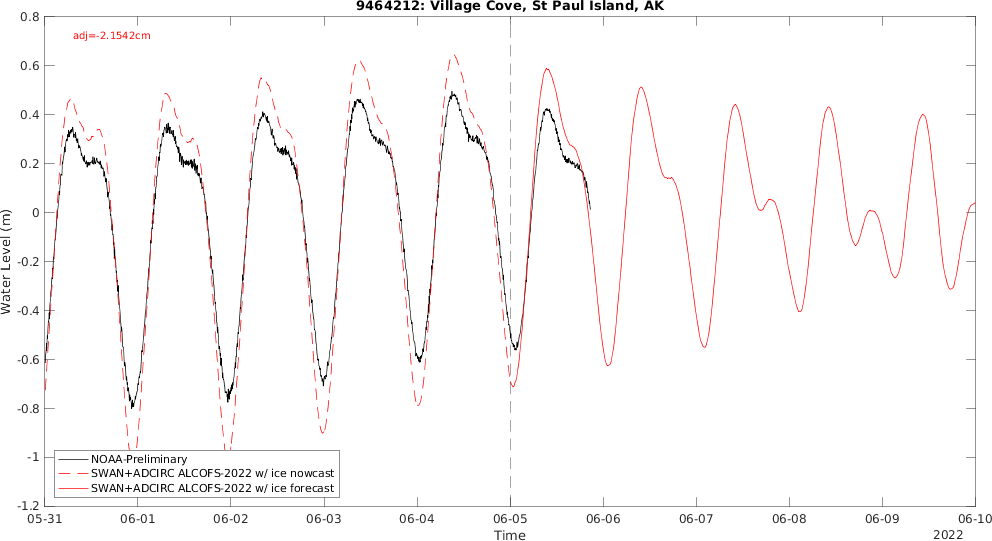 9464212: Village Cove, St Paul Island, AK
adj=-2.1542cm
0.8
0.6
0.4
0.2
0
-0.2
-0.4
-0.6
-0.8
-1
-1.2
Water Level (m)
NOAA-Preliminary
SWAN+ADCIRC ALCOFS-2022 w/ ice nowcast
SWAN+ADCIRC ALCOFS-2022 w/ ice forecast
05-31 06-01 06-02 06-03 06-04 06-05 06-06 06-07 06-08 06-09 06-10
Time
2022